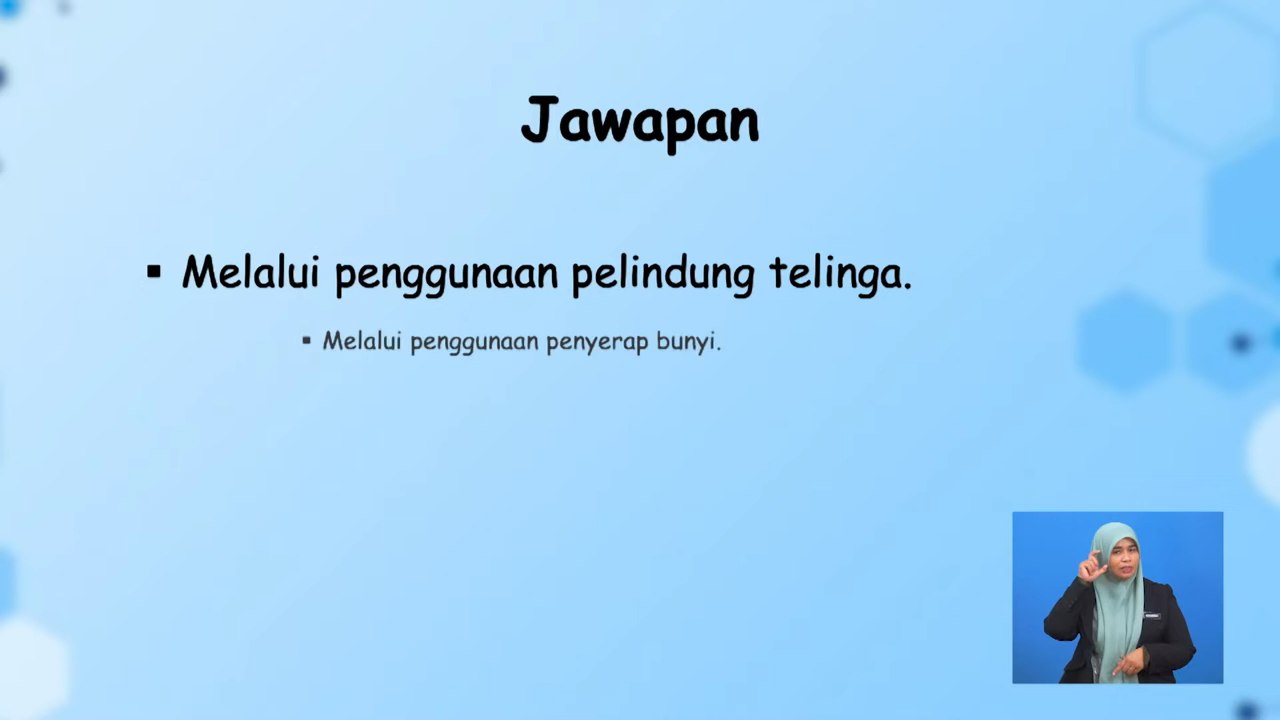 Jawapan
▪ Melalui penggunaan pelindung telinga.
▪ Melalui penggunaan penyerap bunyi.